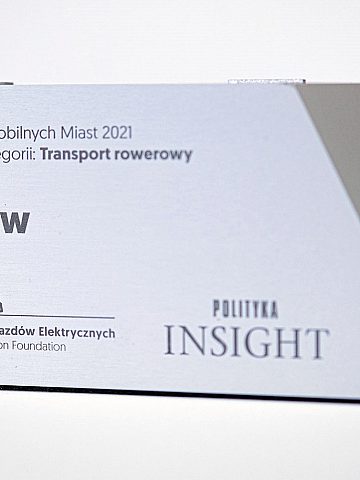 obilnych Miast 2021
egorii: Transport rowerowy
w
azdów Elektrycznych
on Foundation
POLITYKA
INSIGHT